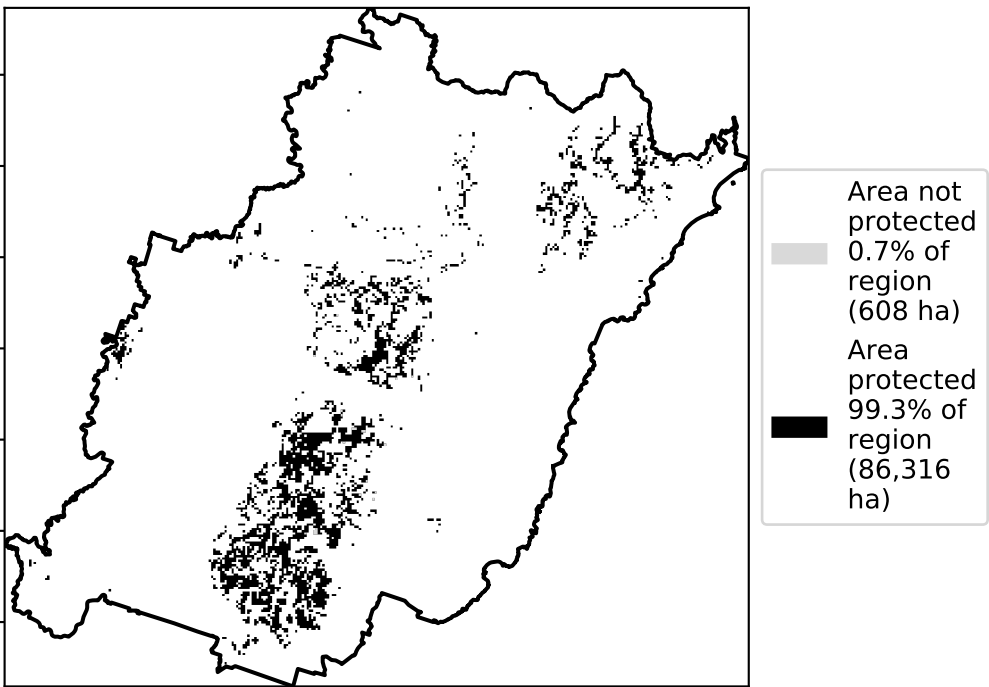 Area not
protected
0.7% of
region
(608 ha)
Area
protected
99.3% of
region
(86,316
ha)